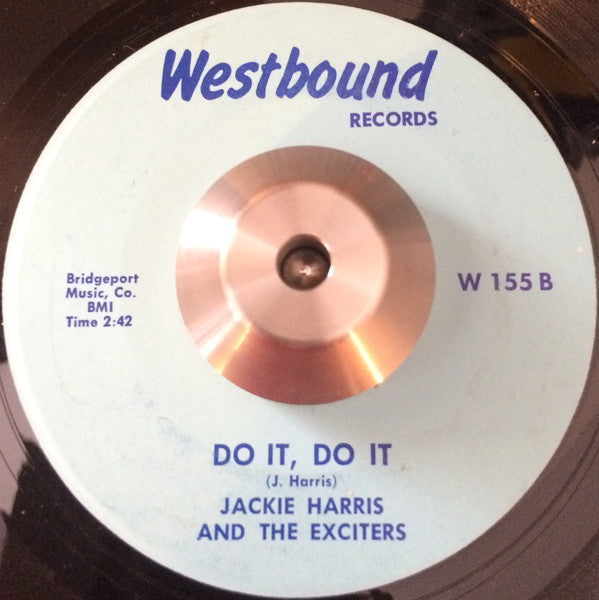 Westbound
RECORDS
Bridgeport
Music, Co.
BMI
Time 2:42
W 155 B
DO IT, DO IT
(J. Harris)
JACKIE HARRIS
AND THE EXCITERS